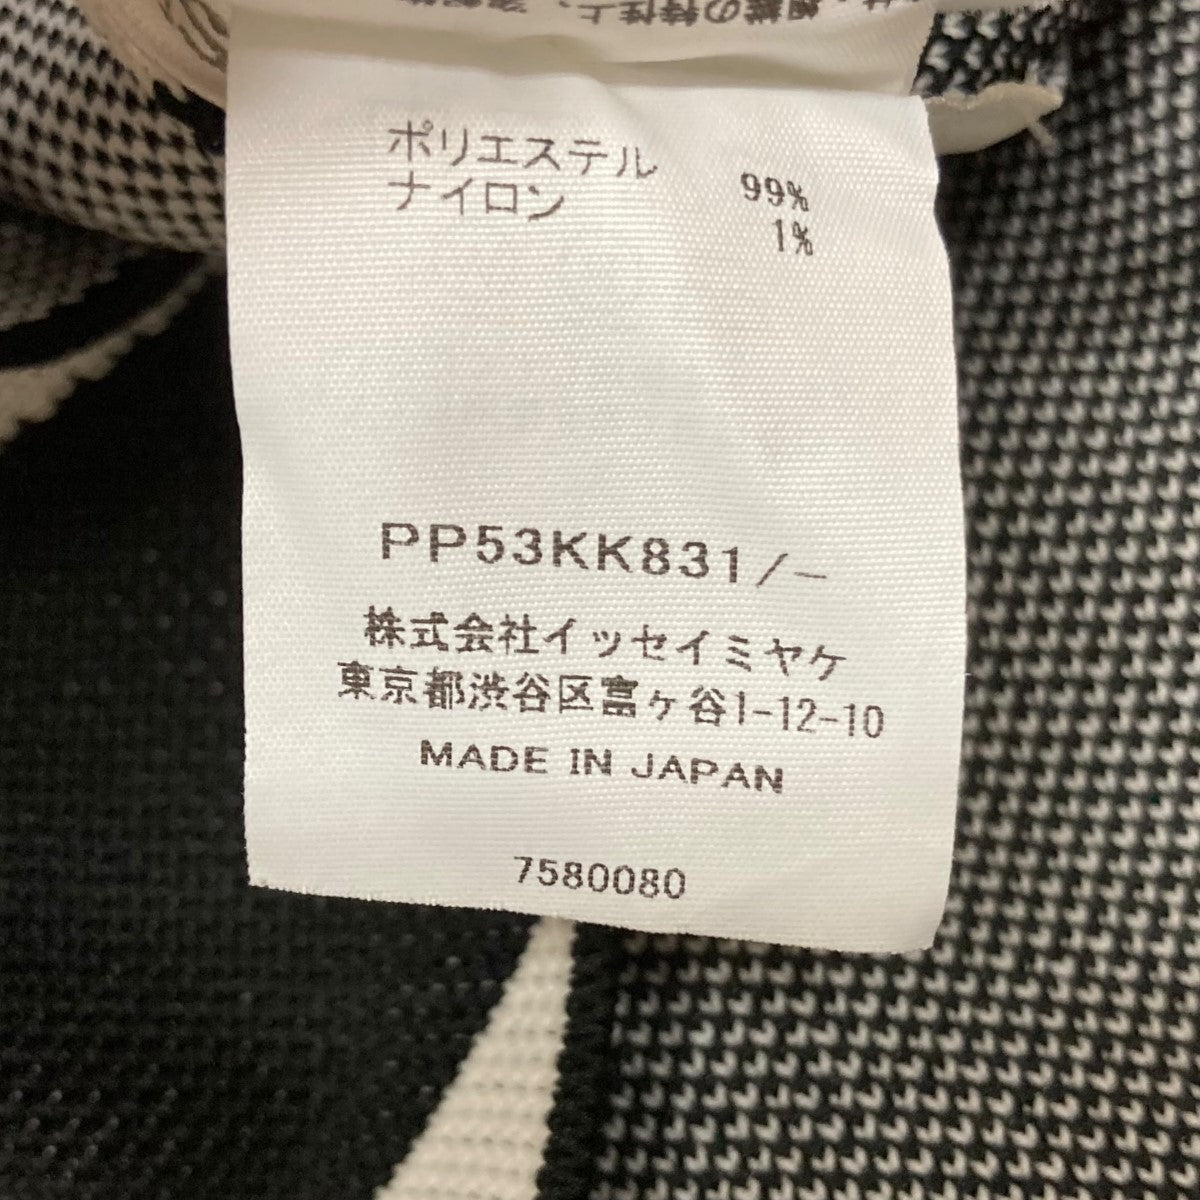 ポリエステル 99%
ナイロン 1%
PP53KK831/-
株式会社イッセイミヤケ
東京都渋谷区富ヶ谷1-12-10
MADE IN JAPAN
7580080